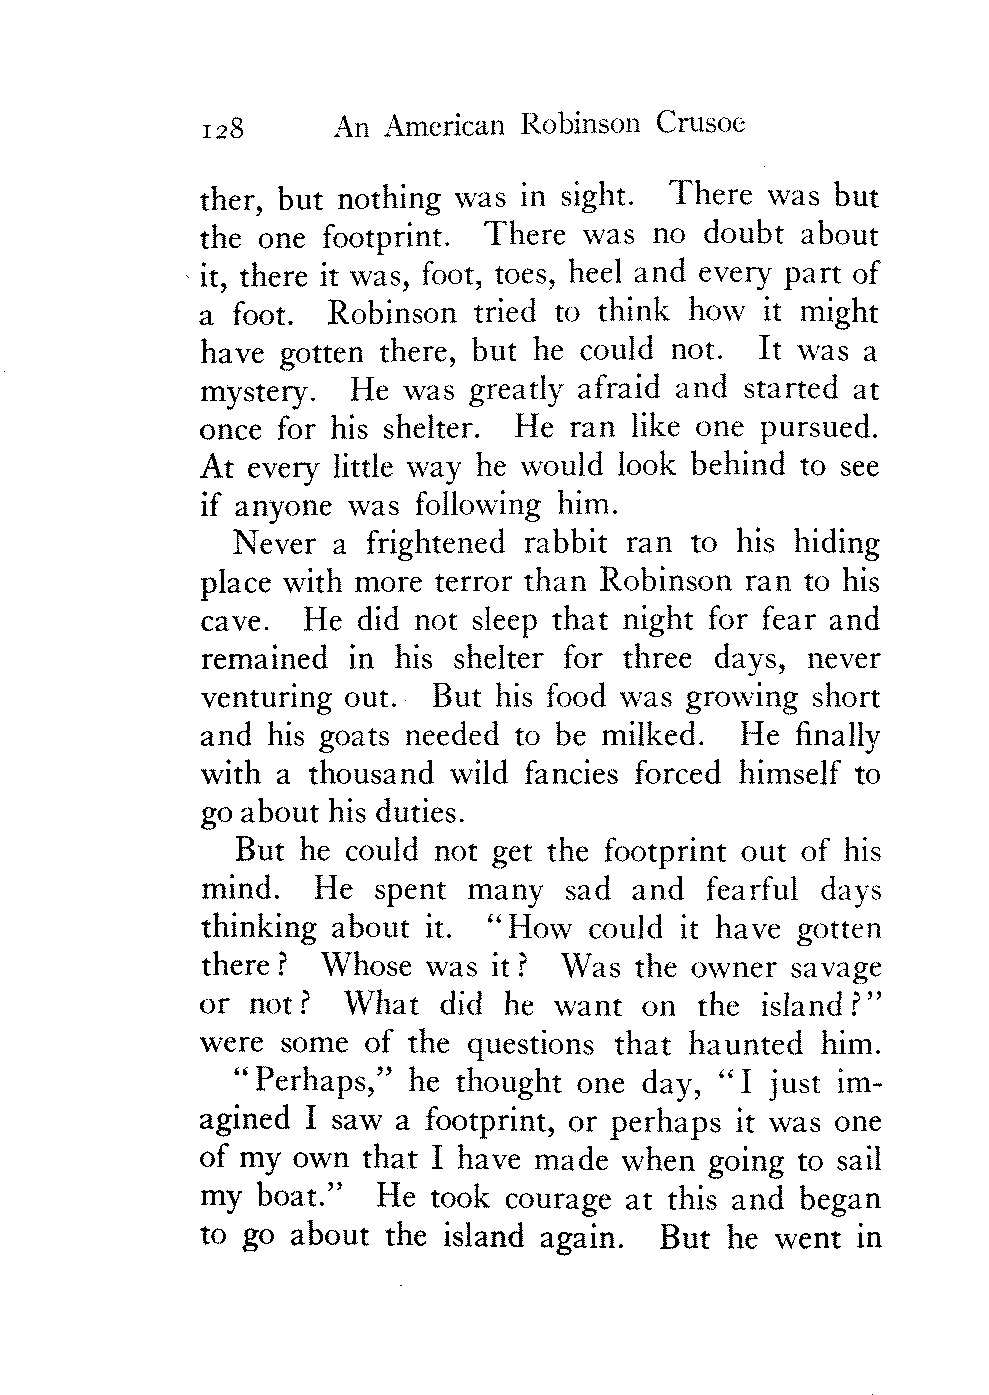 128 An American Robinson Crusoe
ther, but nothing was in sight. There was but
the one footprint. There was no doubt about
it, there it was, foot, toes, heel and every part of
a foot. Robinson tried to think how it might
have gotten there, but he could not. It was a
mystery. He was greatly afraid and started at
once for his shelter. He ran like one pursued.
At every little way he would look behind to see
if anyone was following him.
Never a frightened rabbit ran to his hiding
place with more terror than Robinson ran to his
cave. He did not sleep that night for fear and
remained in his shelter for three days, never
venturing out. But his food was growing short
and his goats needed to be milked. He finally
with a thousand wild fancies forced himself to
go about his duties.
But he could not get the footprint out of his
mind. He spent many sad and fearful days
thinking about it. “How could it have gotten
there? Whose was it? Was the owner savage
or not? What did he want on the island?”
were some of the questions that haunted him.
“Perhaps,” he thought one day, “I just im-
agined I saw a footprint, or perhaps it was one
of my own that I have made when going to sail
my boat.” He took courage at this and began
to go about the island again. But he went in